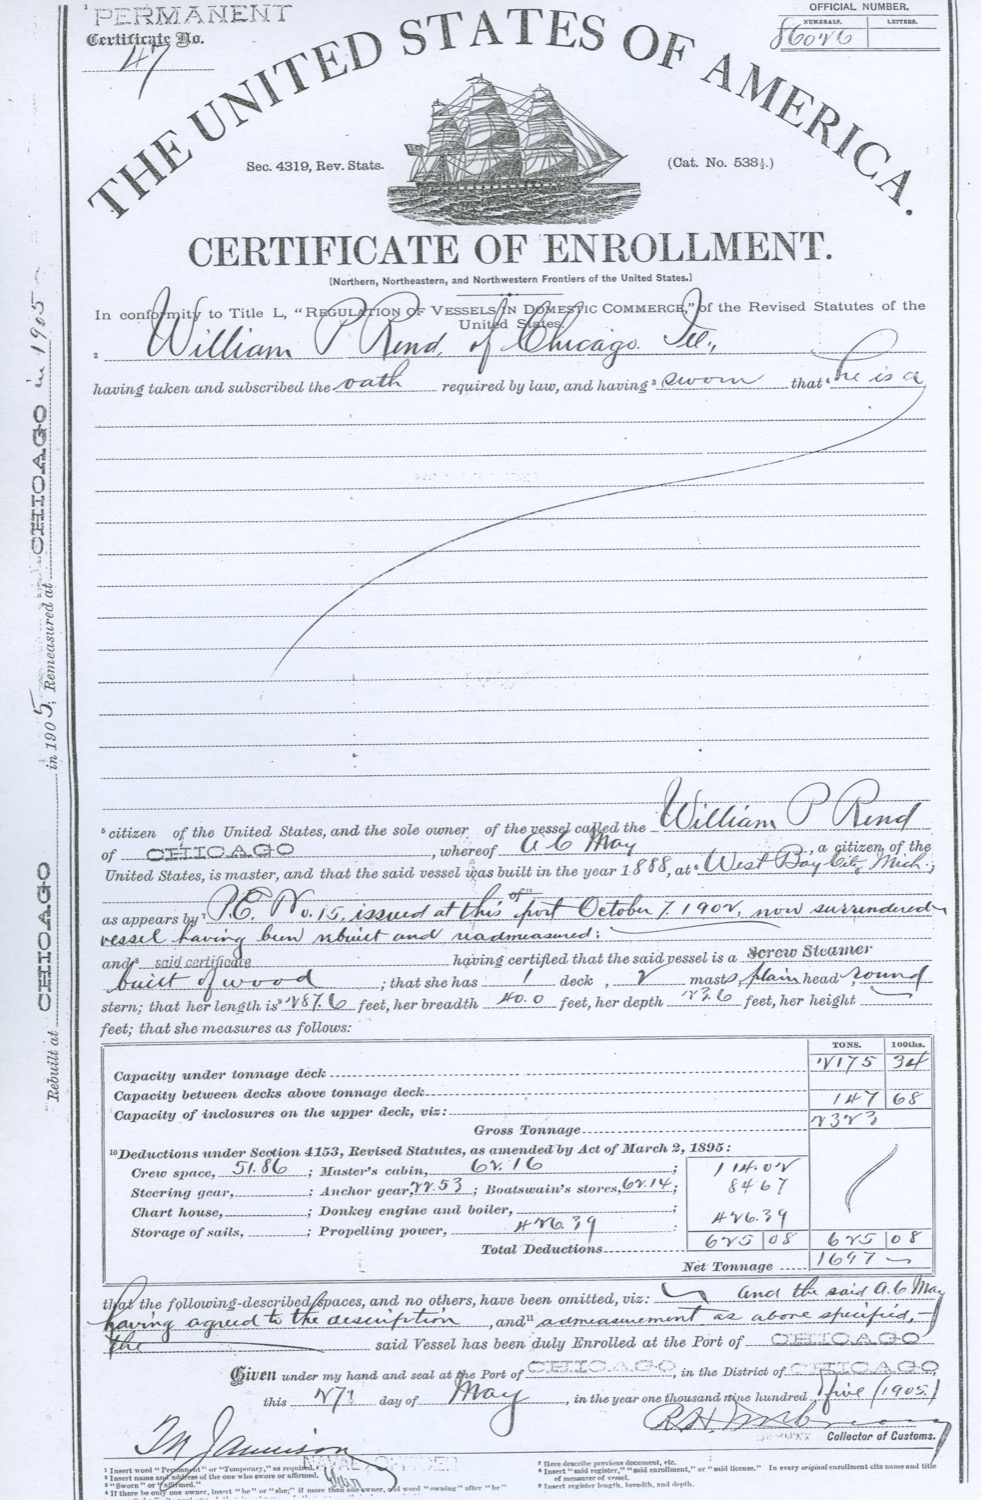 PERMANENT
Certificate No.
47
OFFICIAL NUMBER.
NUMERALS. LETTERS.
86026
THE UNITED STATES OF AMERICA.
Sec. 4319, Rev. Stats.
(Cat. No. 538½.)
CERTIFICATE OF ENROLLMENT.
[Northern, Northeastern, and Northwestern Frontiers of the United States.]
In conformity to Title L, “REGULATION OF VESSELS IN DOMESTIC COMMERCE,” of the Revised Statutes of the
United States,
2 William P Rend, of Chicago. Ill.,
having taken and subscribed the oath required by law, and having 3 sworn that 4 he is a
5 citizen of the United States, and the sole owner of the vessel called the William P Rend
of CHICAGO, whereof A C May, a citizen of the
United States, is master, and that the said vessel was built in the year 1888, at 6 West Bay City, Mich.;
as appears by 7 P.E. No. 15, issued at this port October 7. 1902, now surrendered
vessel having been rebuilt and readmeasured;
and 8 said certificate having certified that the said vessel is a Screw Steamer
built of wood; that she has 1 deck, 2 masts, plain head, round
stern; that her length is 9 287.6 feet, her breadth 40.0 feet, her depth 23.6 feet, her height
feet; that she measures as follows:
TONS. 100ths.
Capacity under tonnage deck 2175 34
Capacity between decks above tonnage deck
Capacity of inclosures on the upper deck, viz: 147 68
Gross Tonnage 2323
10 Deductions under Section 4153, Revised Statutes, as amended by Act of March 2, 1895:
Crew space, 51.86; Master's cabin, 62.16; 114.02
Steering gear,; Anchor gear, 22.53; Boatswain's stores, 62.14; 84 67
Chart house,; Donkey engine and boiler,;
Storage of sails,; Propelling power, 426.39; 426.39
Total Deductions 625 08 625 08
Net Tonnage 1697
that the following-described spaces, and no others, have been omitted, viz: and the said A. C May
having agreed to the description, and 11 admeasurement as above specified,
the said Vessel has been duly Enrolled at the Port of CHICAGO
Given under my hand and seal at the Port of CHICAGO, in the District of CHICAGO,
this 27th day of May, in the year one thousand nine hundred five (1905)
DEPUTY Collector of Customs.
NAVAL OFFICER
1 Insert word “Permanent” or “Temporary,” as required.
2 Insert name and address of the one who swore or affirmed.
3 “Sworn” or “affirmed.”
4 If there be only one owner, insert “he” or “she;” if more than one owner, add word “owning” after “he”
7 Here describe previous document, etc.
8 Insert “said register,” “said enrollment,” or “said license.” In every original enrollment cite name and title
of measurer of vessel.
9 Insert register length, breadth, and depth.
Rebuilt at CHICAGO in 1905, Remeasured at CHICAGO in 1905